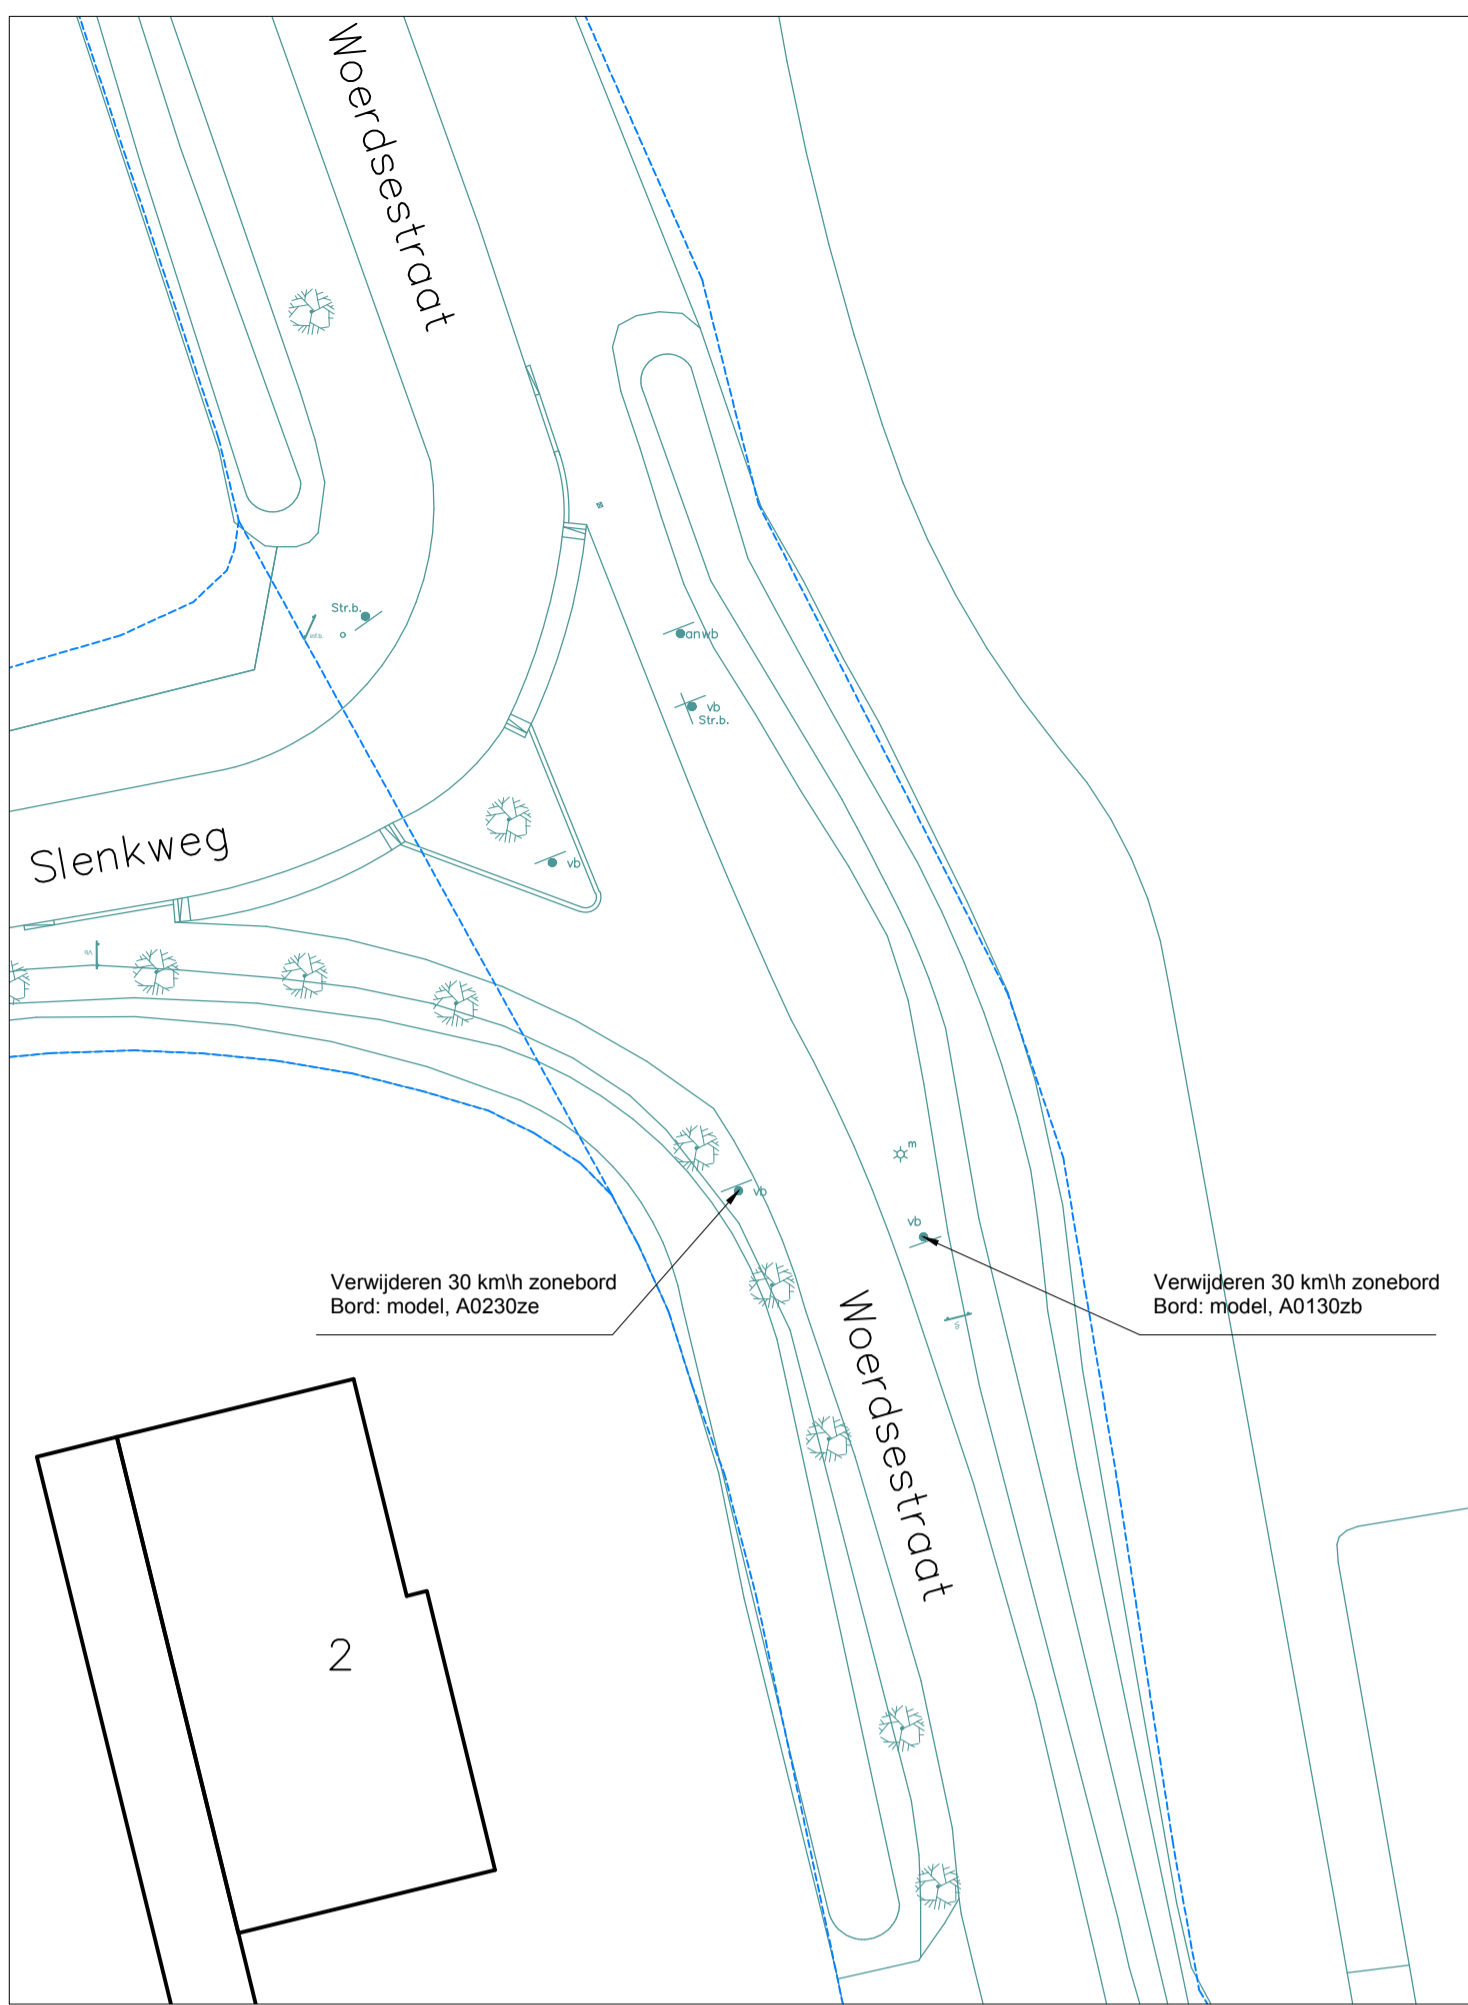 Woerdsestraat
Str.b.
anwb
vb
Str.b.
Slenkweg
vb
vb
m
vb
vb
Verwijderen 30 km\h zonebord
Bord: model, A0230ze
Verwijderen 30 km\h zonebord
Bord: model, A0130zb
Woerdsestraat
2